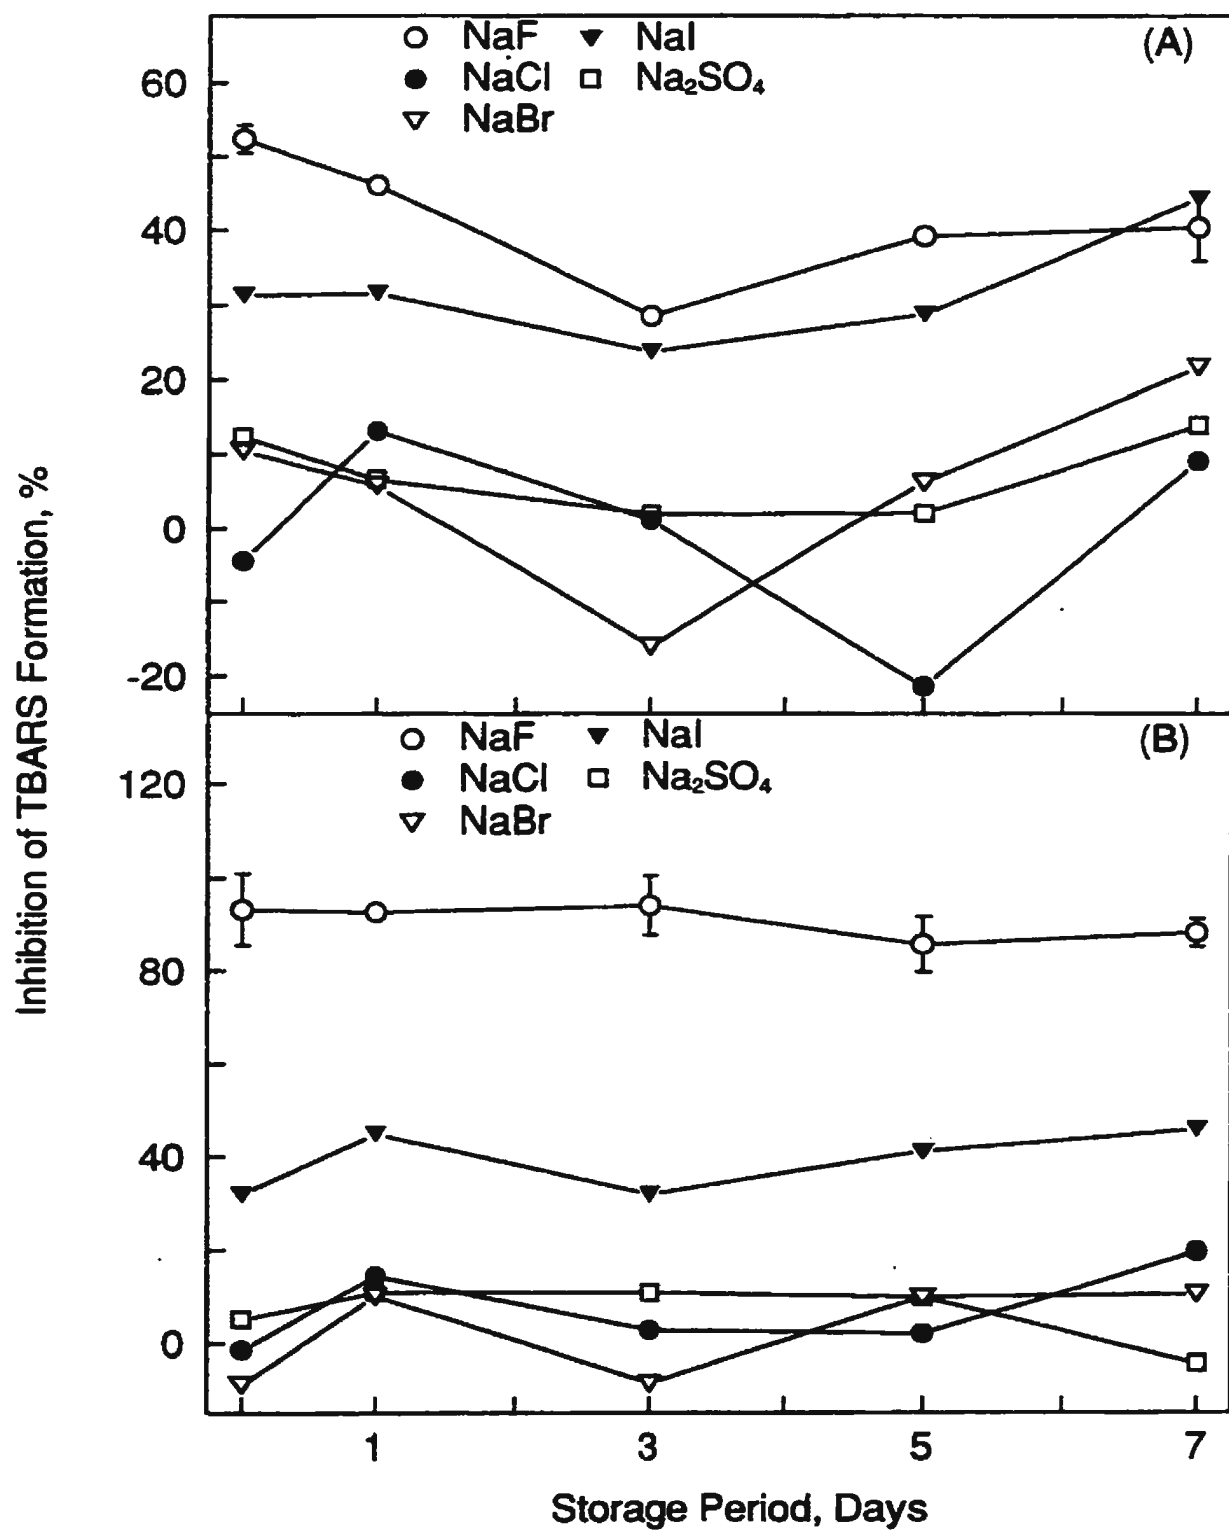 NaF NaI (A)
NaCl Na₂SO₄
NaBr
60
40
20
0
-20
Inhibition of TBARS Formation, %
NaF NaI (B)
NaCl Na₂SO₄
NaBr
120
80
40
0
1 3 5 7
Storage Period, Days